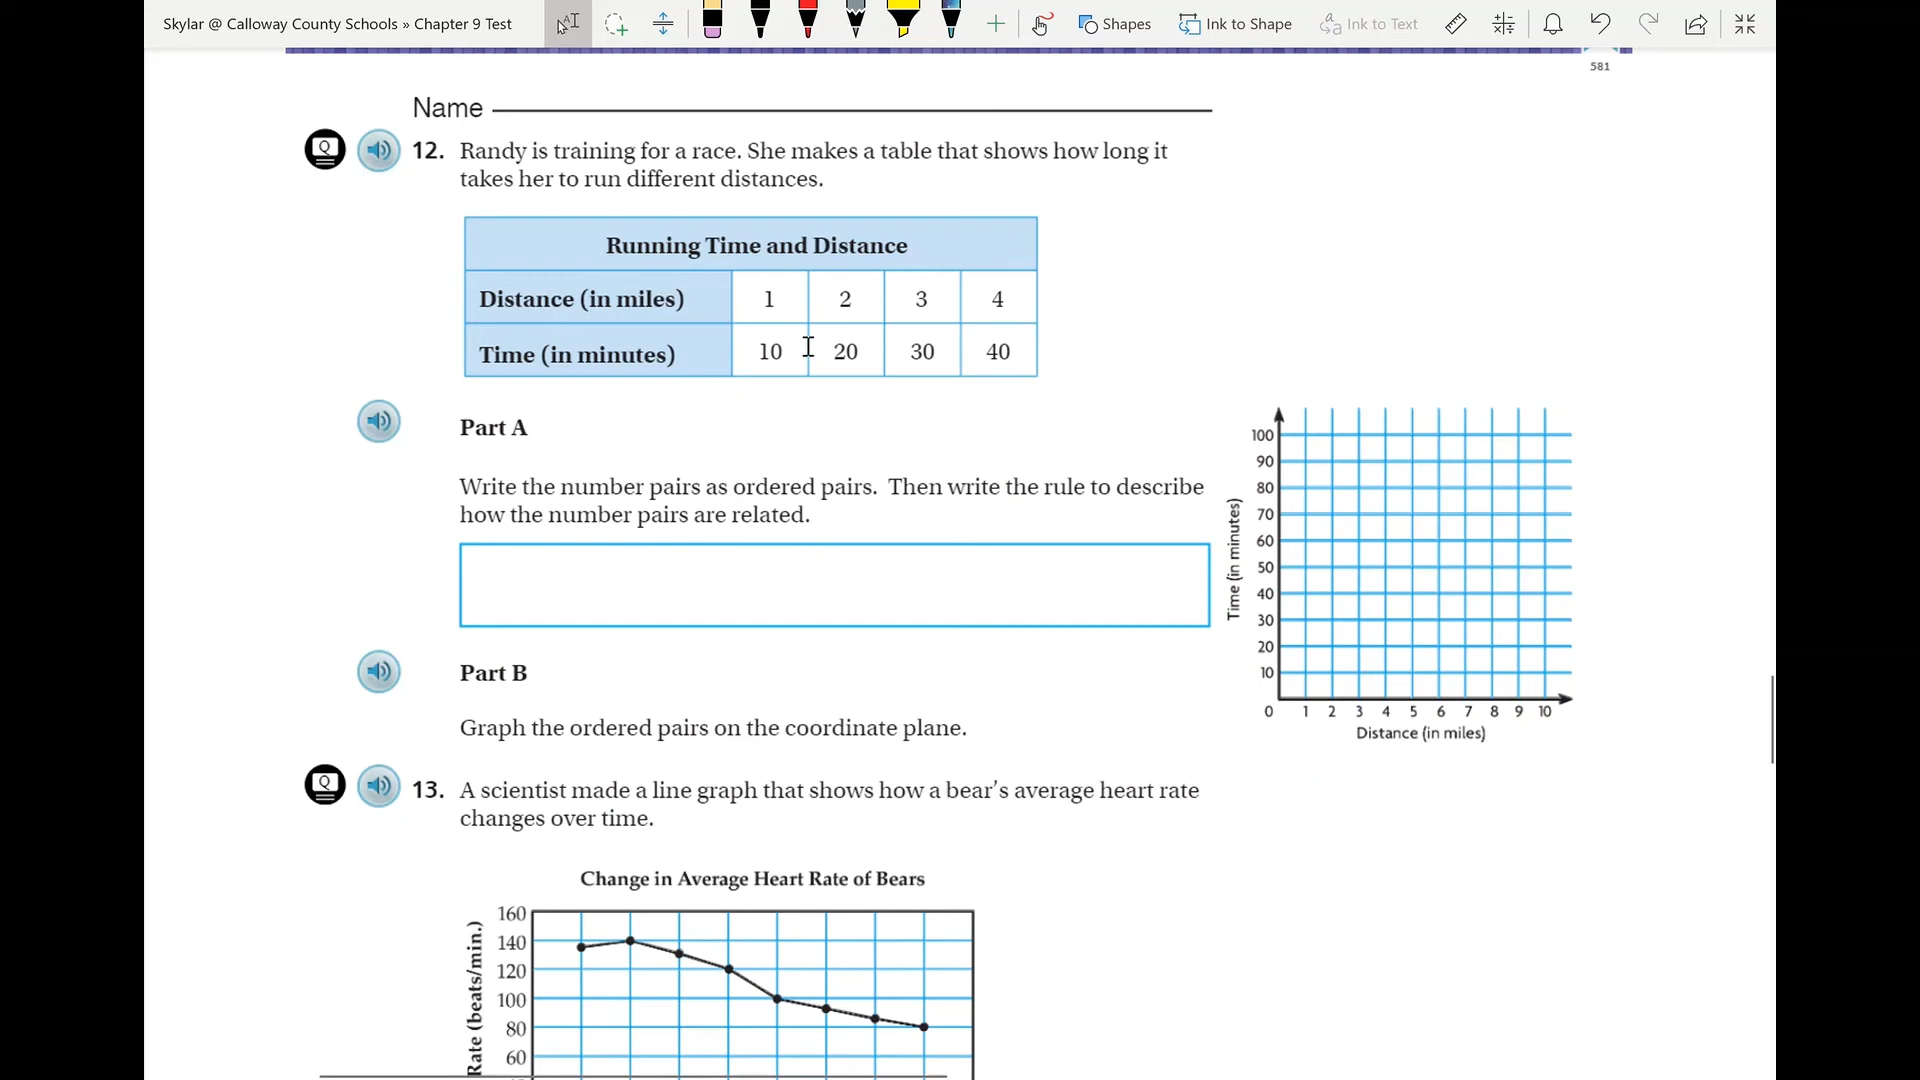 Skylar @ Calloway County Schools » Chapter 9 Test
Shapes
Ink to Shape
Ink to Text
581
Name
12. Randy is training for a race. She makes a table that shows how long it
takes her to run different distances.
Running Time and Distance
Distance (in miles) 1 2 3 4
Time (in minutes) 10 20 30 40
Part A
Write the number pairs as ordered pairs. Then write the rule to describe
how the number pairs are related.
Time (in minutes)
100
90
80
70
60
50
40
30
20
10
0 1 2 3 4 5 6 7 8 9 10
Distance (in miles)
Part B
Graph the ordered pairs on the coordinate plane.
13. A scientist made a line graph that shows how a bear's average heart rate
changes over time.
Change in Average Heart Rate of Bears
Rate (beats/min.)
160
140
120
100
80
60